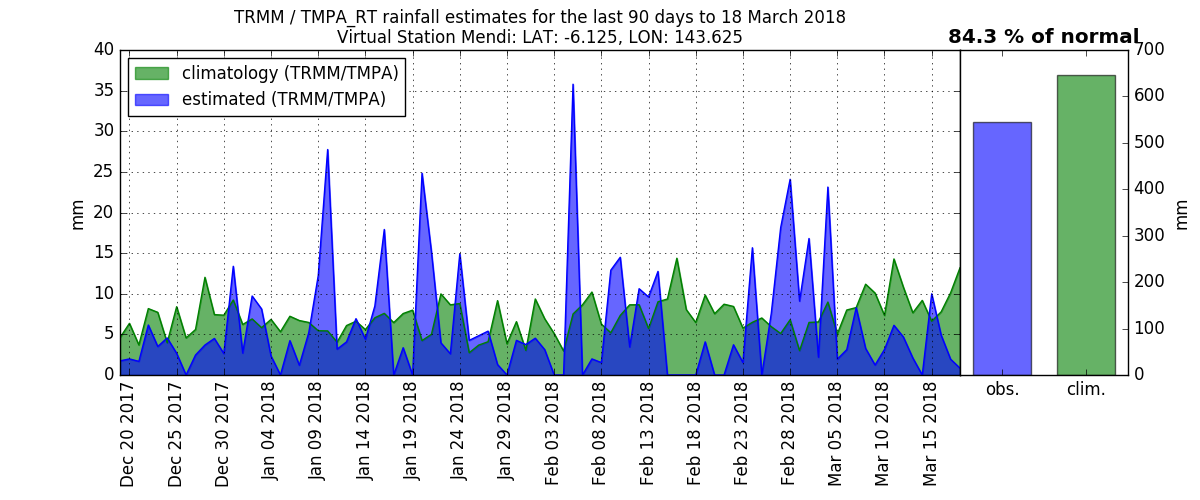 TRMM / TMPA_RT rainfall estimates for the last 90 days to 18 March 2018
Virtual Station Mendi: LAT: -6.125, LON: 143.625
84.3 % of normal
climatology (TRMM/TMPA)
estimated (TRMM/TMPA)
mm
40
35
30
25
20
15
10
5
0
Dec 20 2017
Dec 25 2017
Dec 30 2017
Jan 04 2018
Jan 09 2018
Jan 14 2018
Jan 19 2018
Jan 24 2018
Jan 29 2018
Feb 03 2018
Feb 08 2018
Feb 13 2018
Feb 18 2018
Feb 23 2018
Feb 28 2018
Mar 05 2018
Mar 10 2018
Mar 15 2018
700
600
500
400
300
200
100
0
mm
obs.
clim.